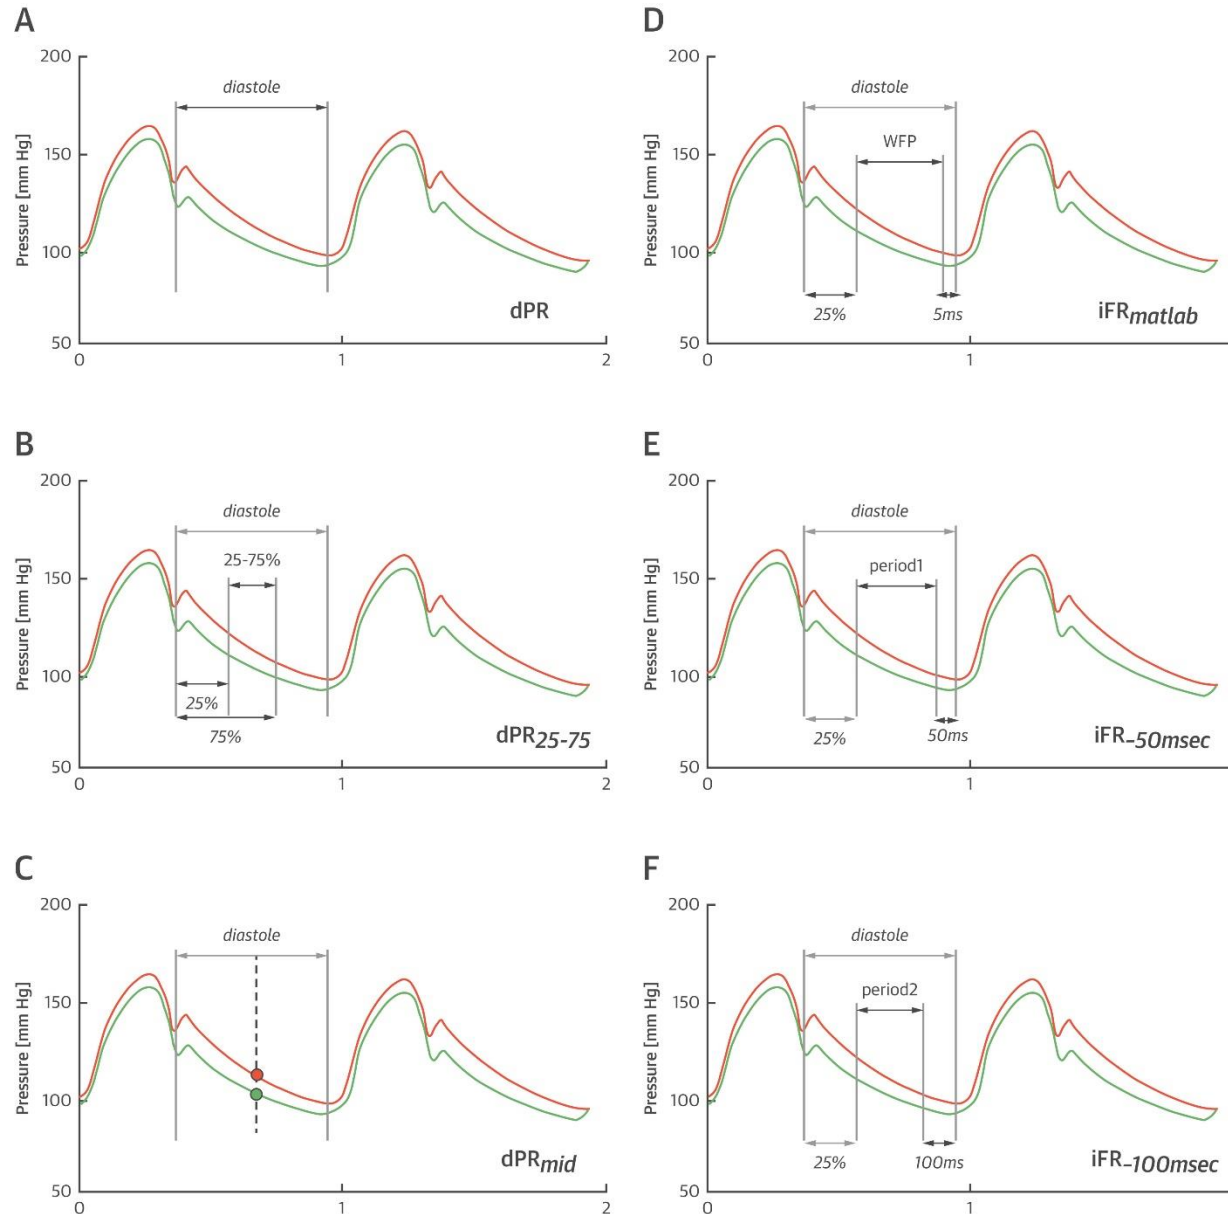 A
200
diastole
150
Pressure [mm Hg]
100
dPR
50
0
1
2
D
200
diastole
WFP
150
Pressure [mm Hg]
100
25%
5ms
iFRmatlab
50
0
1
B
200
diastole
25-75%
150
Pressure [mm Hg]
100
25%
75%
dPR25-75
50
0
1
2
E
200
diastole
period1
150
Pressure [mm Hg]
100
25%
50ms
iFR-50msec
50
0
1
C
200
diastole
150
Pressure [mm Hg]
100
dPRmid
50
0
1
2
F
200
diastole
period2
150
Pressure [mm Hg]
100
25%
100ms
iFR-100msec
50
0
1